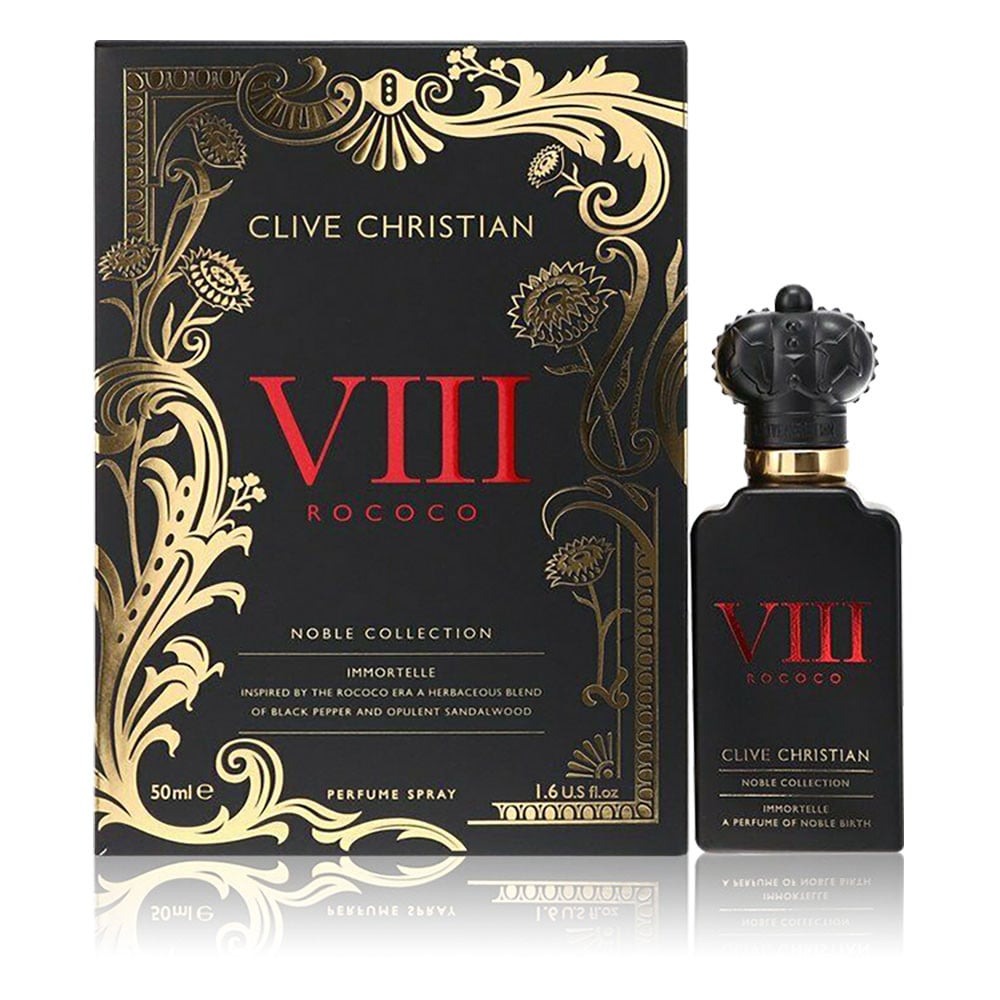 CLIVE CHRISTIAN
VIII
ROCOCO
NOBLE COLLECTION
IMMORTELLE
INSPIRED BY THE ROCOCO ERA A HERBACEOUS BLEND
OF BLACK PEPPER AND OPULENT SANDALWOOD
50ml e
PERFUME SPRAY
1.6 U.S fl.oz
VIII
ROCOCO
CLIVE CHRISTIAN
NOBLE COLLECTION
IMMORTELLE
A PERFUME OF NOBLE BIRTH